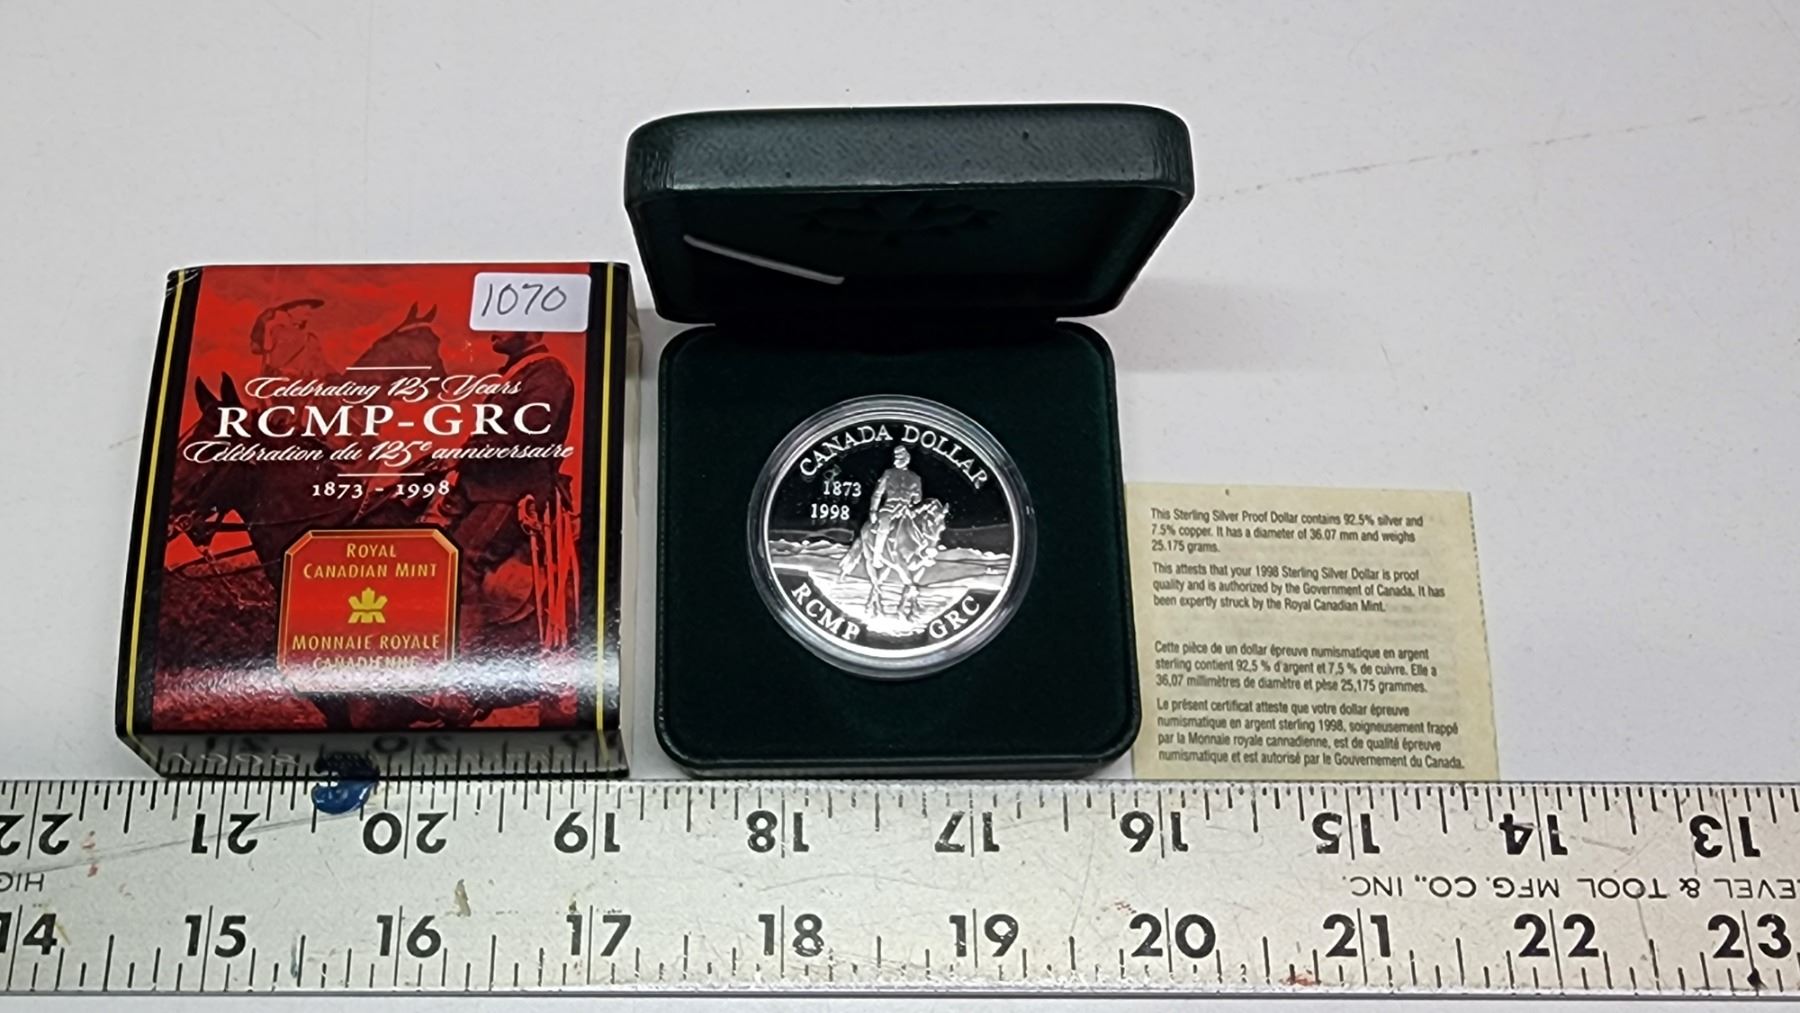 1070
Celebrating 125 Years
RCMP-GRC
Célébration du 125e anniversaire
1873 - 1998
ROYAL
CANADIAN MINT
MONNAIE ROYALE
CANADIENNE
CANADA DOLLAR
1873
1998
RCMP GRC
This Sterling Silver Proof Dollar contains 92.5% silver and
7.5% copper. It has a diameter of 36.07 mm and weighs
25.175 grams.
This attests that your 1998 Sterling Silver Dollar is proof
quality and is authorized by the Government of Canada. It has
been expertly struck by the Royal Canadian Mint.
Cette pièce de un dollar épreuve numismatique en argent
sterling contient 92,5 % d'argent et 7,5 % de cuivre. Elle a
36,07 millimètres de diamètre et pèse 25,175 grammes.
Le présent certificat atteste que votre dollar épreuve
numismatique en argent sterling 1998, soigneusement frappé
par la Monnaie royale cannadienne, est de qualité épreuve
numismatique et est autorisé par le Gouvernement du Canada.
22 21 20 19 18 17 16 15 14 13
LEVEL & TOOL MFG. CO., INC. HIG
14 15 16 17 18 19 20 21 22 23